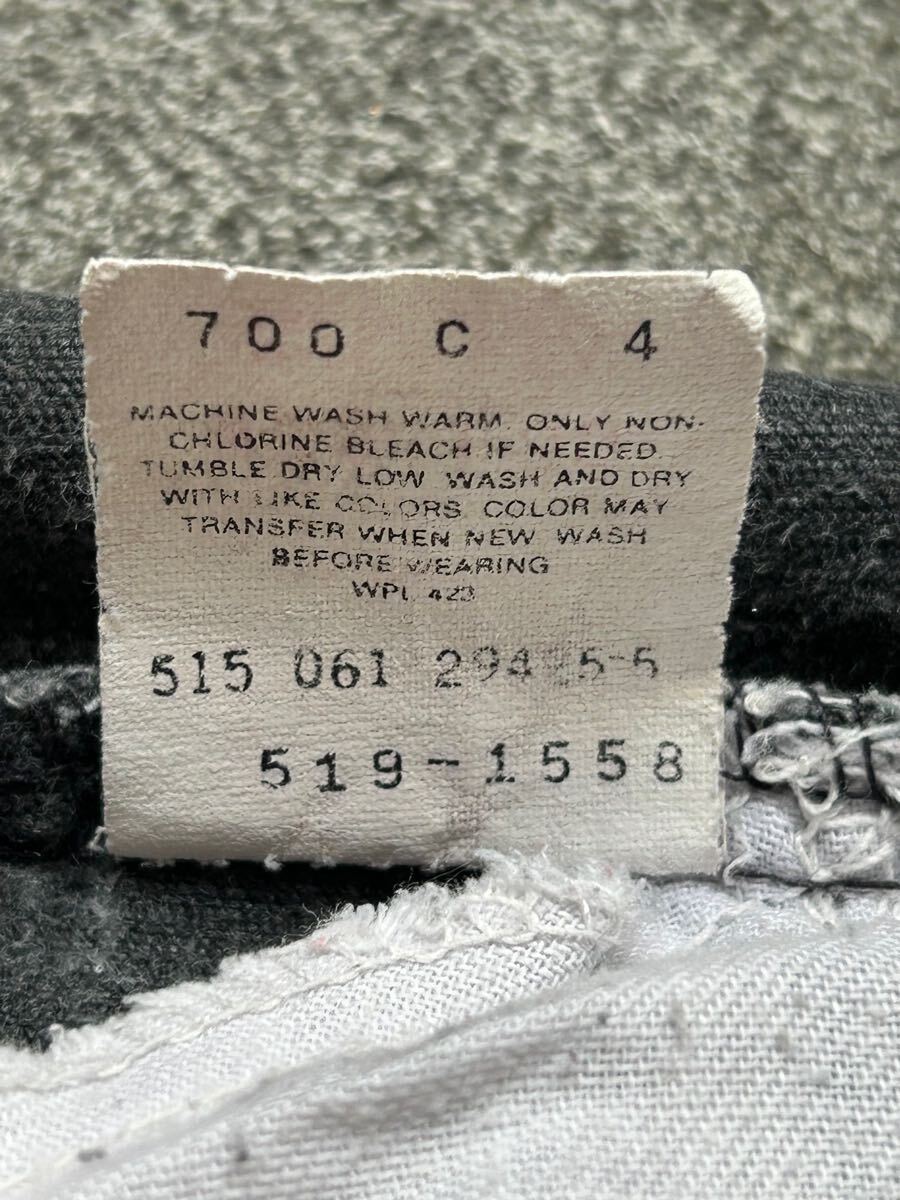 700 C 4
MACHINE WASH WARM. ONLY NON-
CHLORINE BLEACH IF NEEDED.
TUMBLE DRY LOW. WASH AND DRY
WITH LIKE COLORS. COLOR MAY
TRANSFER WHEN NEW. WASH
BEFORE WEARING
WPL 423
515 061 294 5-5
519-1558